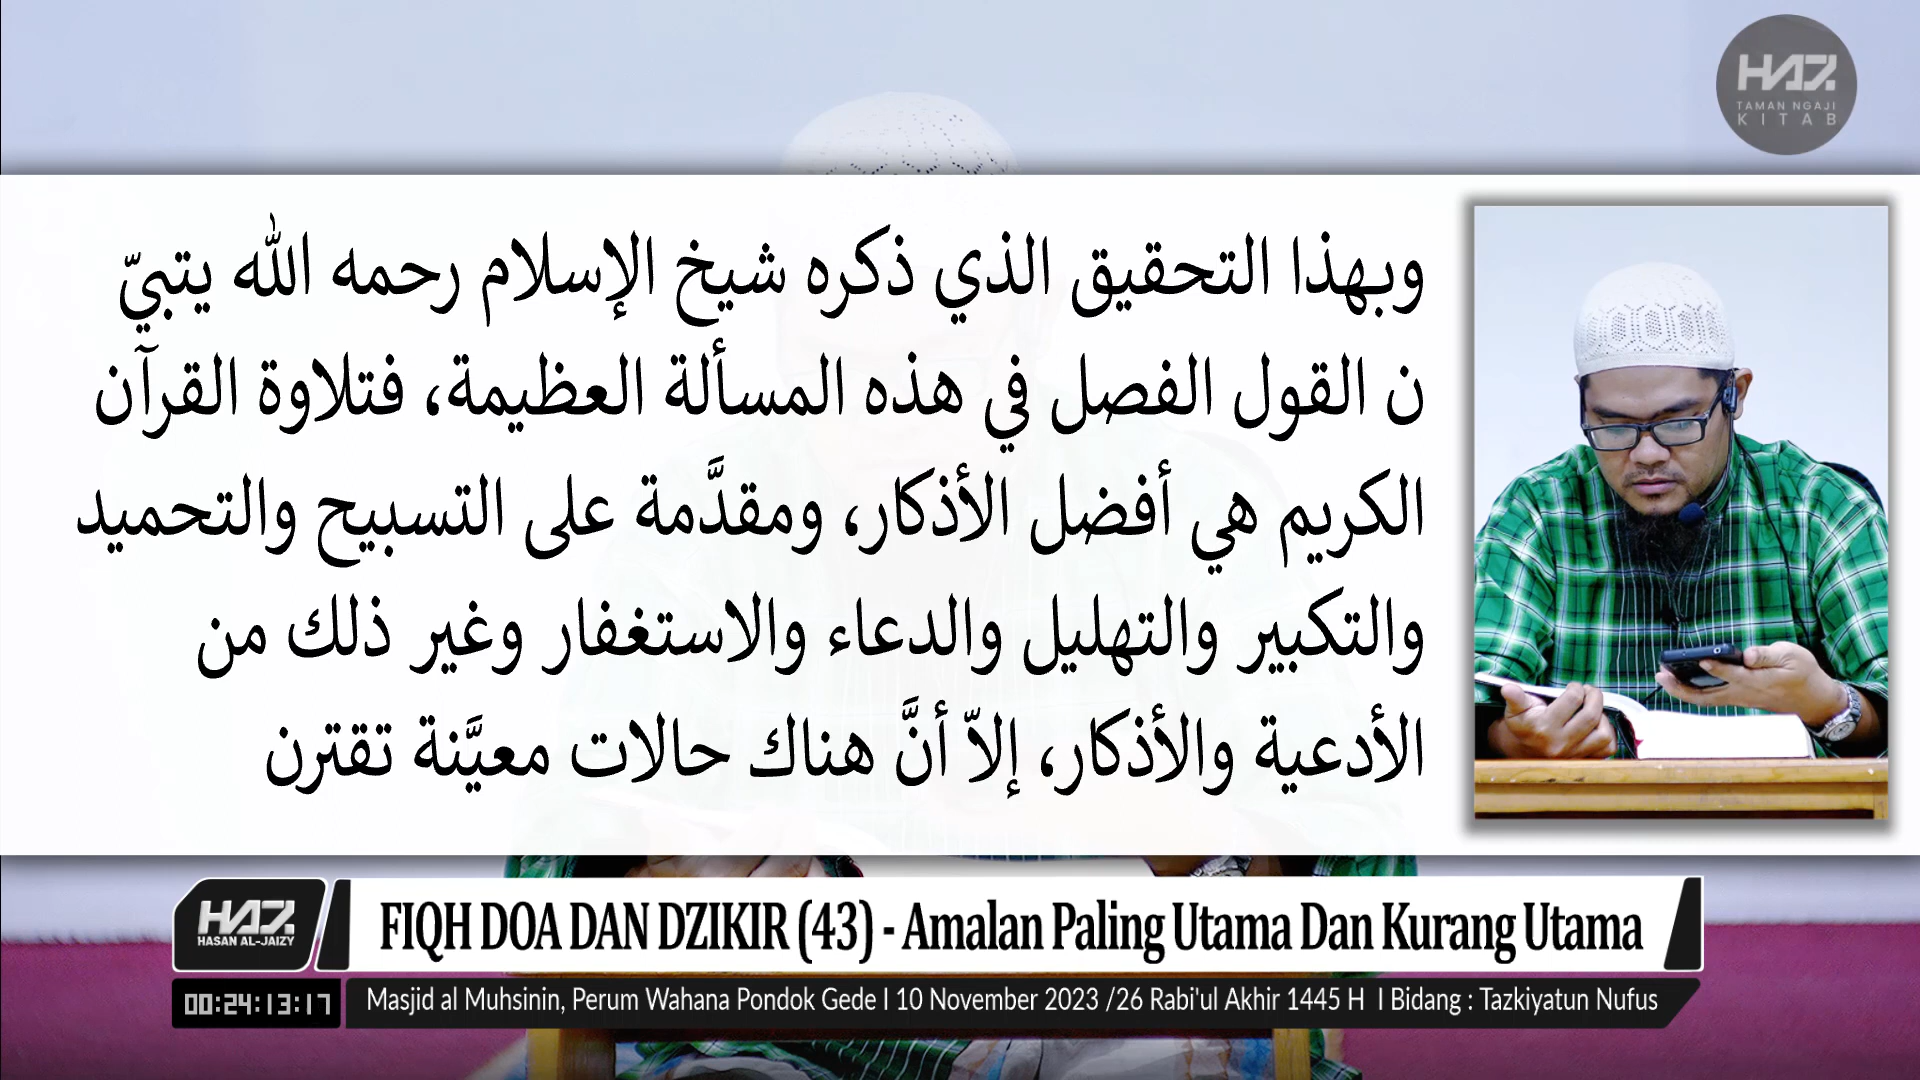 HAZ
TAMAN NGAJI
KITAB
وبهذا التحقيق الذي ذكره شيخ الإسلام رحمه الله يتبيّ
ن القول الفصل في هذه المسألة العظيمة، فتلاوة القرآن
الكريم هي أفضل الأذكار، ومقدَّمة على التسبيح والتحميد
والتكبير والتهليل والدعاء والاستغفار وغير ذلك من
الأدعية والأذكار، إلاّ أنَّ هناك حالات معيَّنة تقترن
HAZ
HASAN AL-JAIZY
FIQH DOA DAN DZIKIR (43) - Amalan Paling Utama Dan Kurang Utama
00:24:13:17
Masjid al Muhsinin, Perum Wahana Pondok Gede I 10 November 2023 /26 Rabi'ul Akhir 1445 H I Bidang : Tazkiyatun Nufus